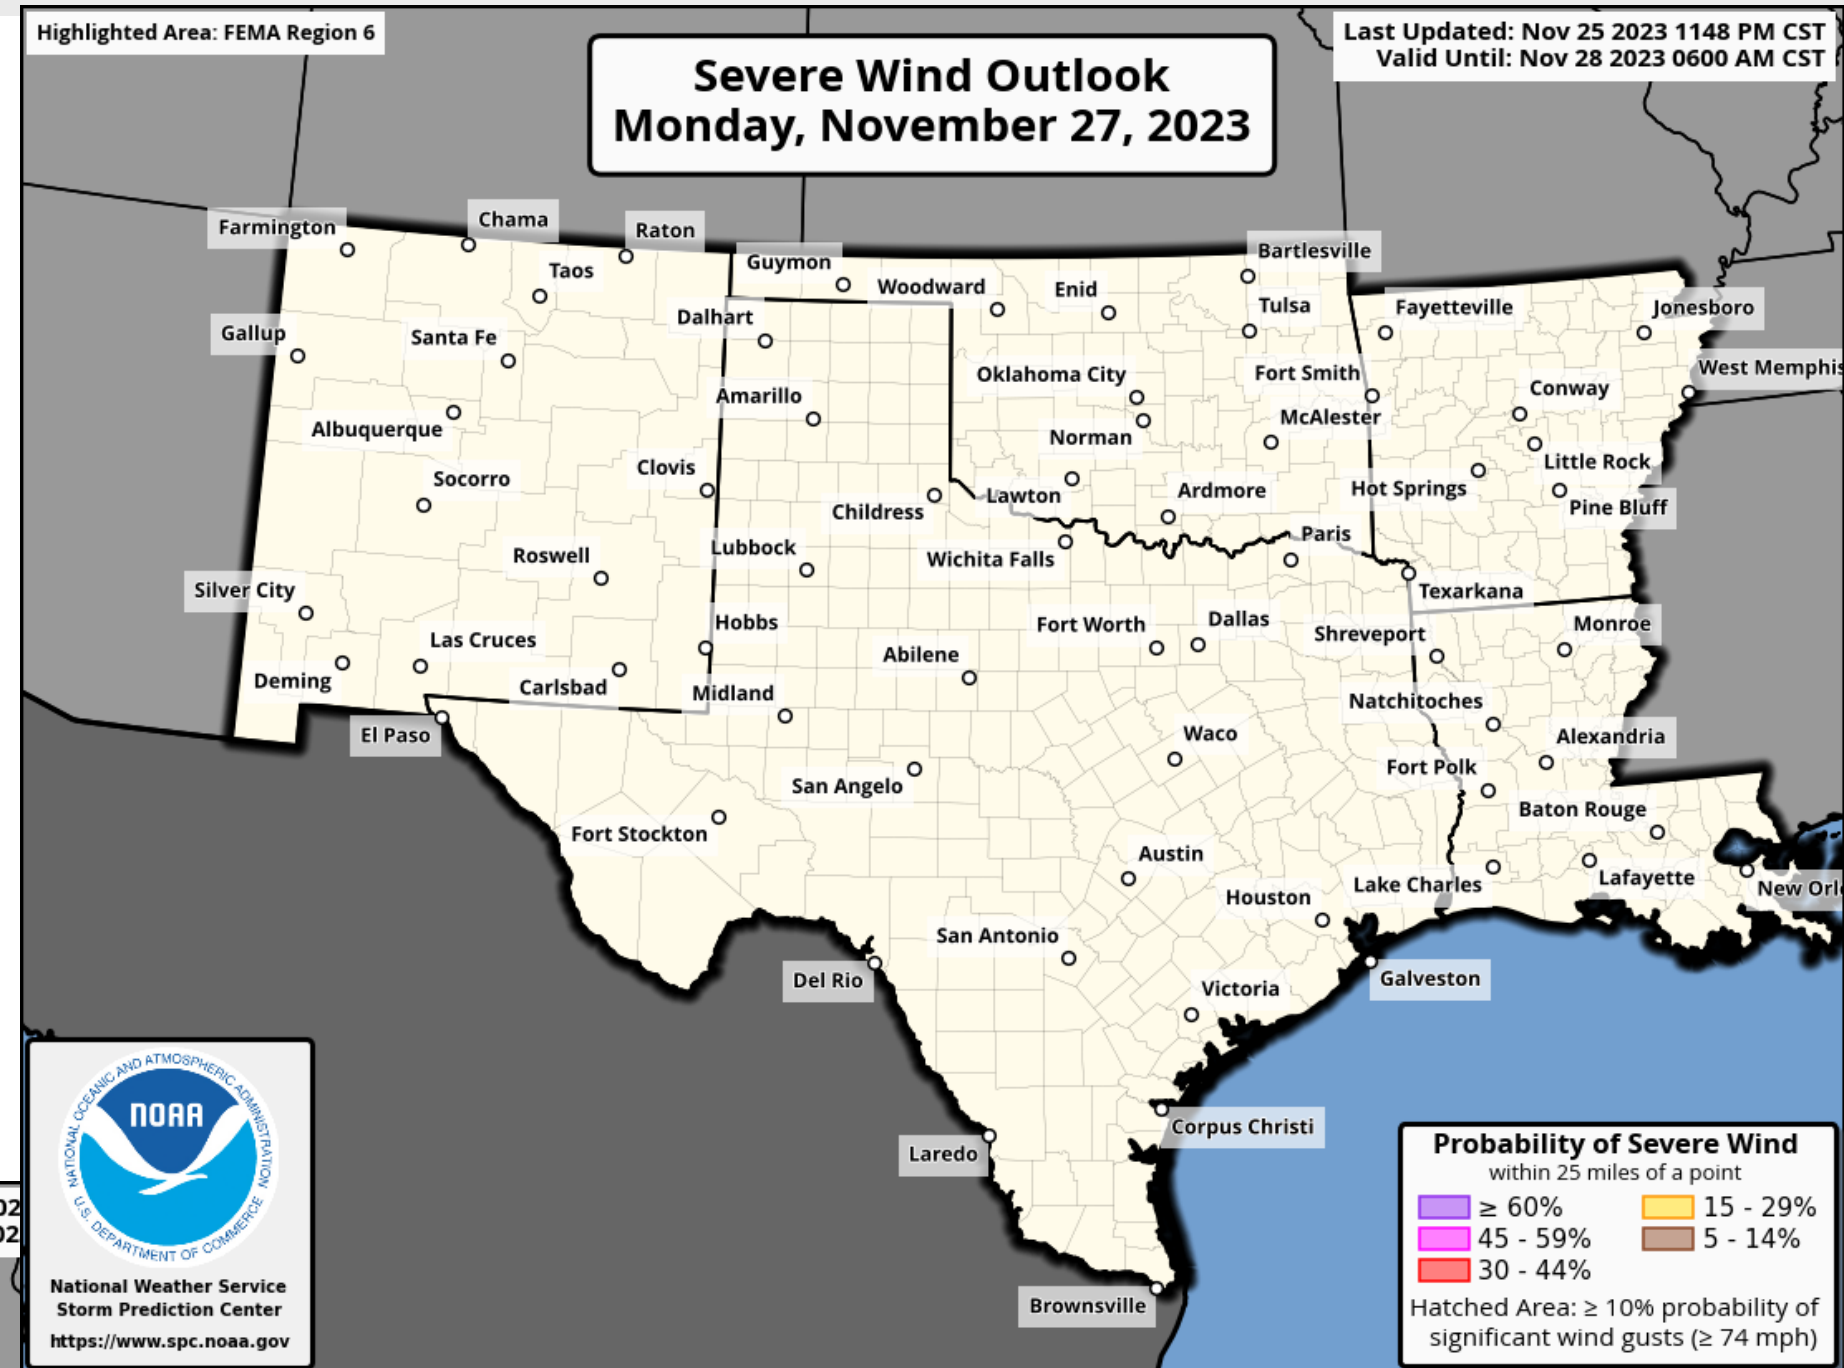 Highlighted Area: FEMA Region 6
Last Updated: Nov 25 2023 1148 PM CST
Valid Until: Nov 28 2023 0600 AM CST
Severe Wind Outlook
Monday, November 27, 2023
Farmington
Chama
Raton
Guymon
Bartlesville
Taos
Woodward
Enid
Tulsa
Fayetteville
Jonesboro
Gallup
Santa Fe
Dalhart
West Memphis
Oklahoma City
Fort Smith
Conway
Albuquerque
Amarillo
Norman
McAlester
Little Rock
Socorro
Clovis
Childress
Lawton
Ardmore
Hot Springs
Pine Bluff
Roswell
Lubbock
Wichita Falls
Paris
Texarkana
Silver City
Las Cruces
Hobbs
Abilene
Fort Worth
Dallas
Shreveport
Monroe
Deming
Carlsbad
Midland
Natchitoches
El Paso
San Angelo
Waco
Fort Polk
Alexandria
Fort Stockton
Baton Rouge
Austin
Houston
Lake Charles
Lafayette
New Orl
Del Rio
San Antonio
Victoria
Galveston
Laredo
Corpus Christi
Brownsville
02
02
NATIONAL OCEANIC AND ATMOSPHERIC ADMINISTRATION
NOAA
U.S. DEPARTMENT OF COMMERCE
National Weather Service
Storm Prediction Center
https://www.spc.noaa.gov
Probability of Severe Wind
within 25 miles of a point
≥ 60%
15 - 29%
45 - 59%
5 - 14%
30 - 44%
Hatched Area: ≥ 10% probability of
significant wind gusts (≥ 74 mph)